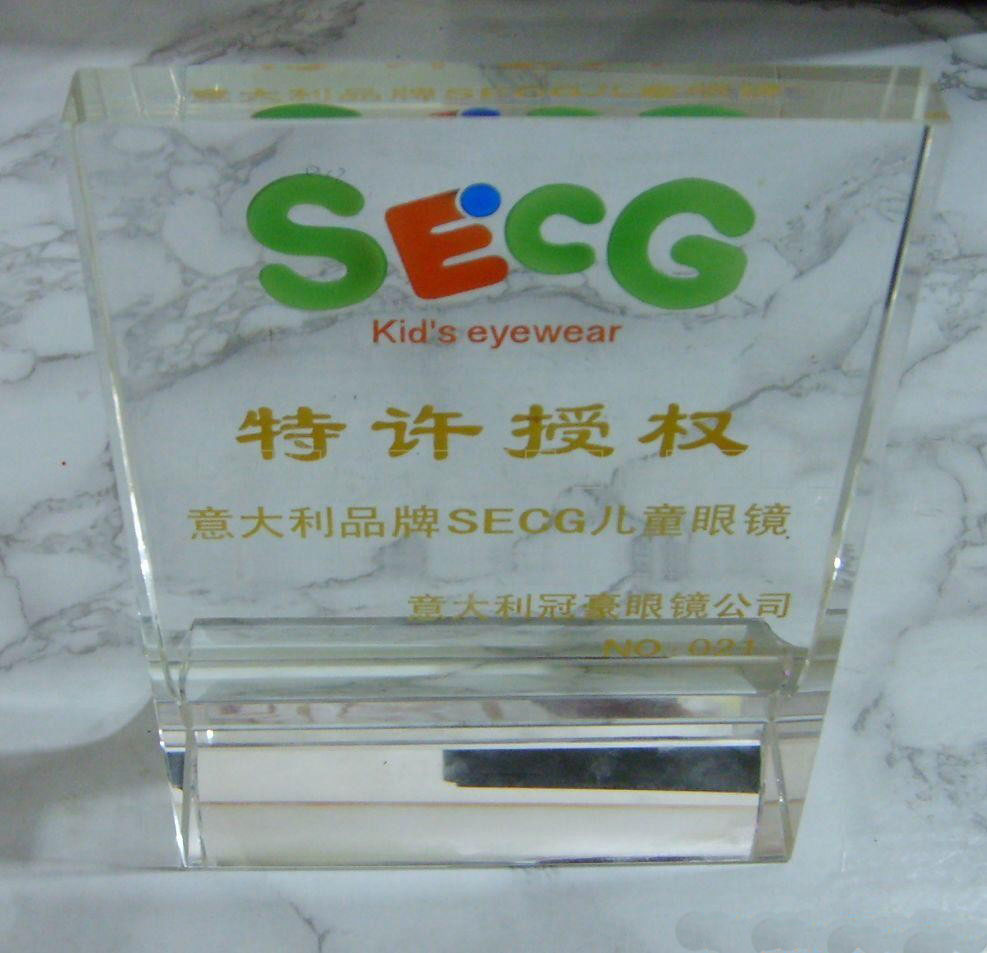 SECG
Kid's eyewear
特许授权
意大利品牌SECG儿童眼镜
意大利冠豪眼镜公司
NO. 021